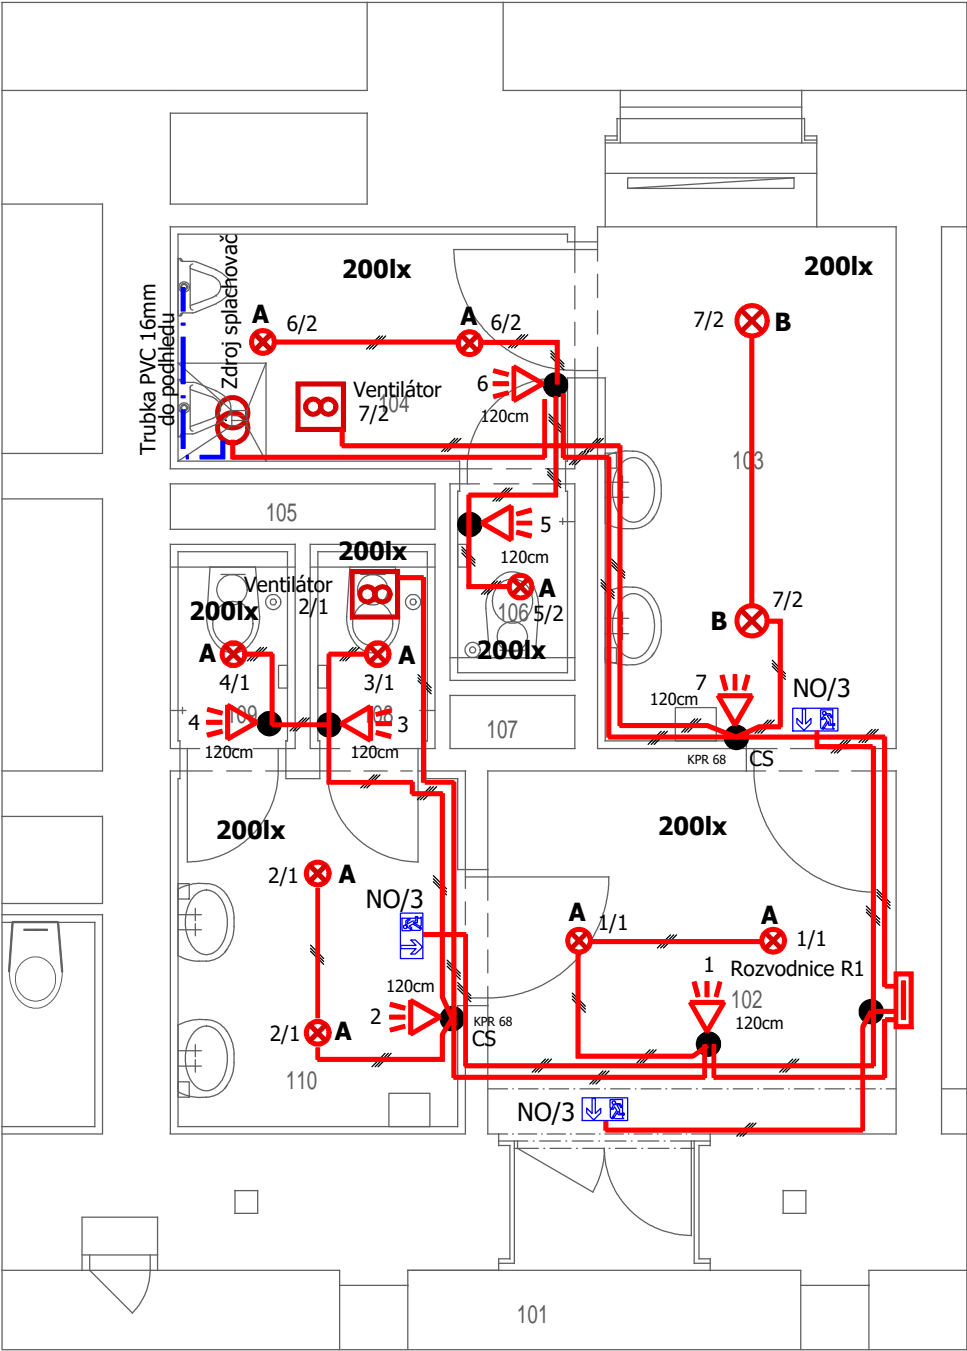 200lx
200lx
Trubka PVC 16mm
do podhledu
Zdroj splachovač
A
6/2
A
6/2
7/2
B
6
120cm
Ventilátor
7/2
104
103
105
5
120cm
200lx
Ventilátor
2/1
200lx
A
5/2
106
200lx
B
7/2
A
4/1
A
3/1
4
109
120cm
108
3
120cm
107
7
120cm
NO/3
KPR 68
CS
200lx
200lx
2/1
A
NO/3
A
1/1
A
1/1
1
Rozvodnice R1
102
120cm
120cm
2
KPR 68
CS
2/1
A
110
NO/3
101